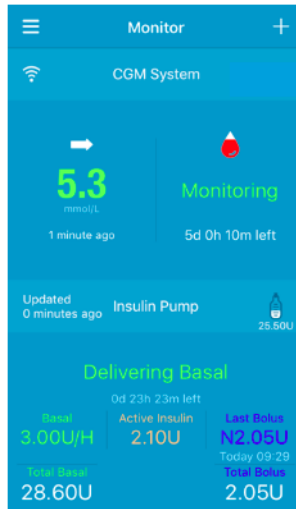 Monitor
CGM System
5.3
mmol/L
1 minute ago
Monitoring
5d 0h 10m left
Updated
0 minutes ago
Insulin Pump
25.50U
Delivering Basal
0d 23h 23m left
Basal Active Insulin Last Bolus
3.00U/H 2.10U N2.05U
Today 09:29
Total Basal Total Bolus
28.60U 2.05U